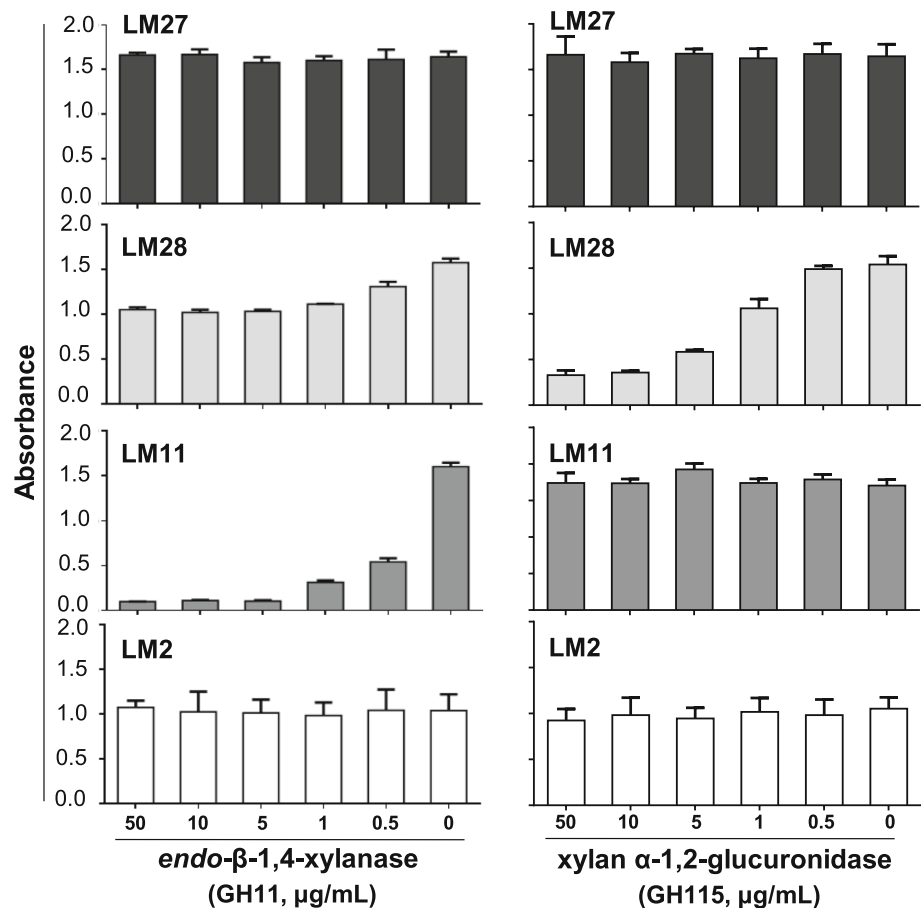 LM27
LM27
2.0
1.5
1.0
0.5
0.0
LM28
LM28
2.0
1.5
1.0
0.5
0.0
Absorbance
LM11
LM11
1.5
1.0
0.5
0.0
LM2
LM2
2.0
1.5
1.0
0.5
0.0
50 10 5 1 0.5 0
50 10 5 1 0.5 0
endo-β-1,4-xylanase
(GH11, µg/mL)
xylan α-1,2-glucuronidase
(GH115, µg/mL)